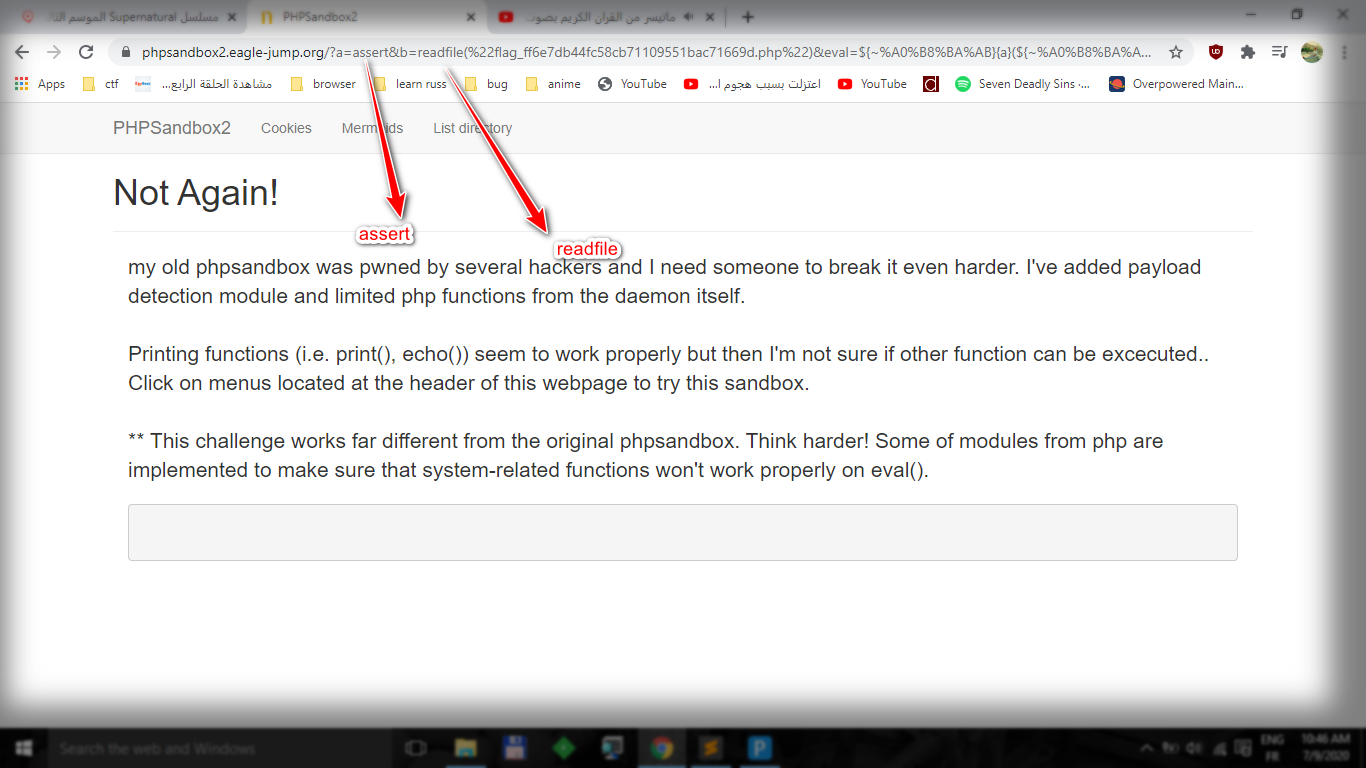 مسلسل Supernatural الموسم الثا
PHPSandbox2
ماتيسر من القران الكريم بصوت
phpsandbox2.eagle-jump.org/?a=assert&b=readfile(%22flag_ff6e7db44fc58cb71109551bac71669d.php%22)&eval=${~%A0%B8%BA%AB}{a}(${~%A0%B8%BA%A...
Apps ctf مشاهدة الحلقة الرابع... browser learn russ bug anime YouTube اعتزلت بسبب هجوم ا... YouTube Seven Deadly Sins ·... Overpowered Main...
PHPSandbox2 Cookies Mermaids List directory
Not Again!
assert
readfile
my old phpsandbox was pwned by several hackers and I need someone to break it even harder. I've added payload
detection module and limited php functions from the daemon itself.
Printing functions (i.e. print(), echo()) seem to work properly but then I'm not sure if other function can be excecuted..
Click on menus located at the header of this webpage to try this sandbox.
** This challenge works far different from the original phpsandbox. Think harder! Some of modules from php are
implemented to make sure that system-related functions won't work properly on eval().
Search the web and Windows
ENG 10:46 AM
FR 7/9/2020